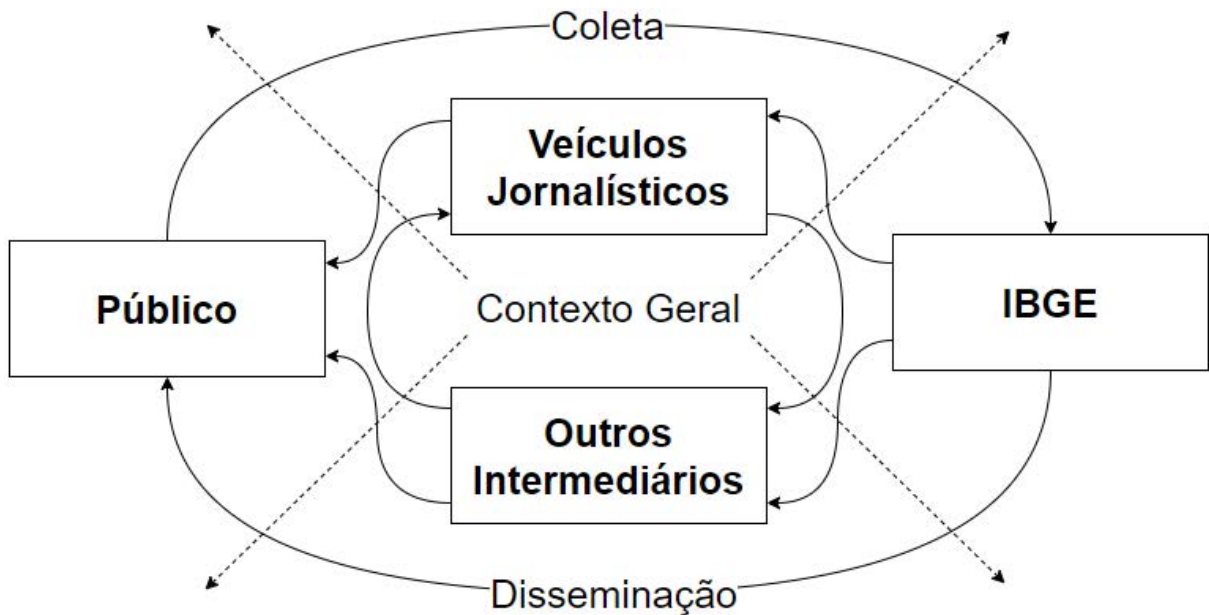 Coleta
Veículos
Jornalísticos
Público
Contexto Geral
IBGE
Outros
Intermediários
Disseminação